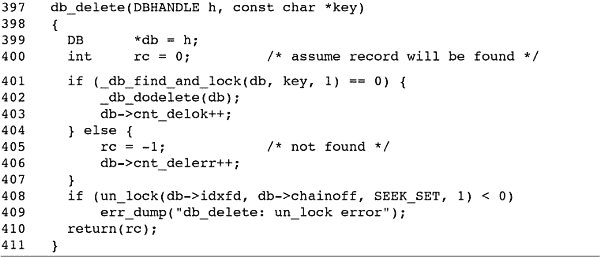 397 db_delete(DBHANDLE h, const char *key)
398 {
399     DB      *db = h;
400     int     rc = 0;         /* assume record will be found */
401     if (_db_find_and_lock(db, key, 1) == 0) {
402         _db_dodelete(db);
403         db->cnt_delok++;
404     } else {
405         rc = -1;            /* not found */
406         db->cnt_delerr++;
407     }
408     if (un_lock(db->idxfd, db->chainoff, SEEK_SET, 1) < 0)
409         err_dump("db_delete: un_lock error");
410     return(rc);
411 }